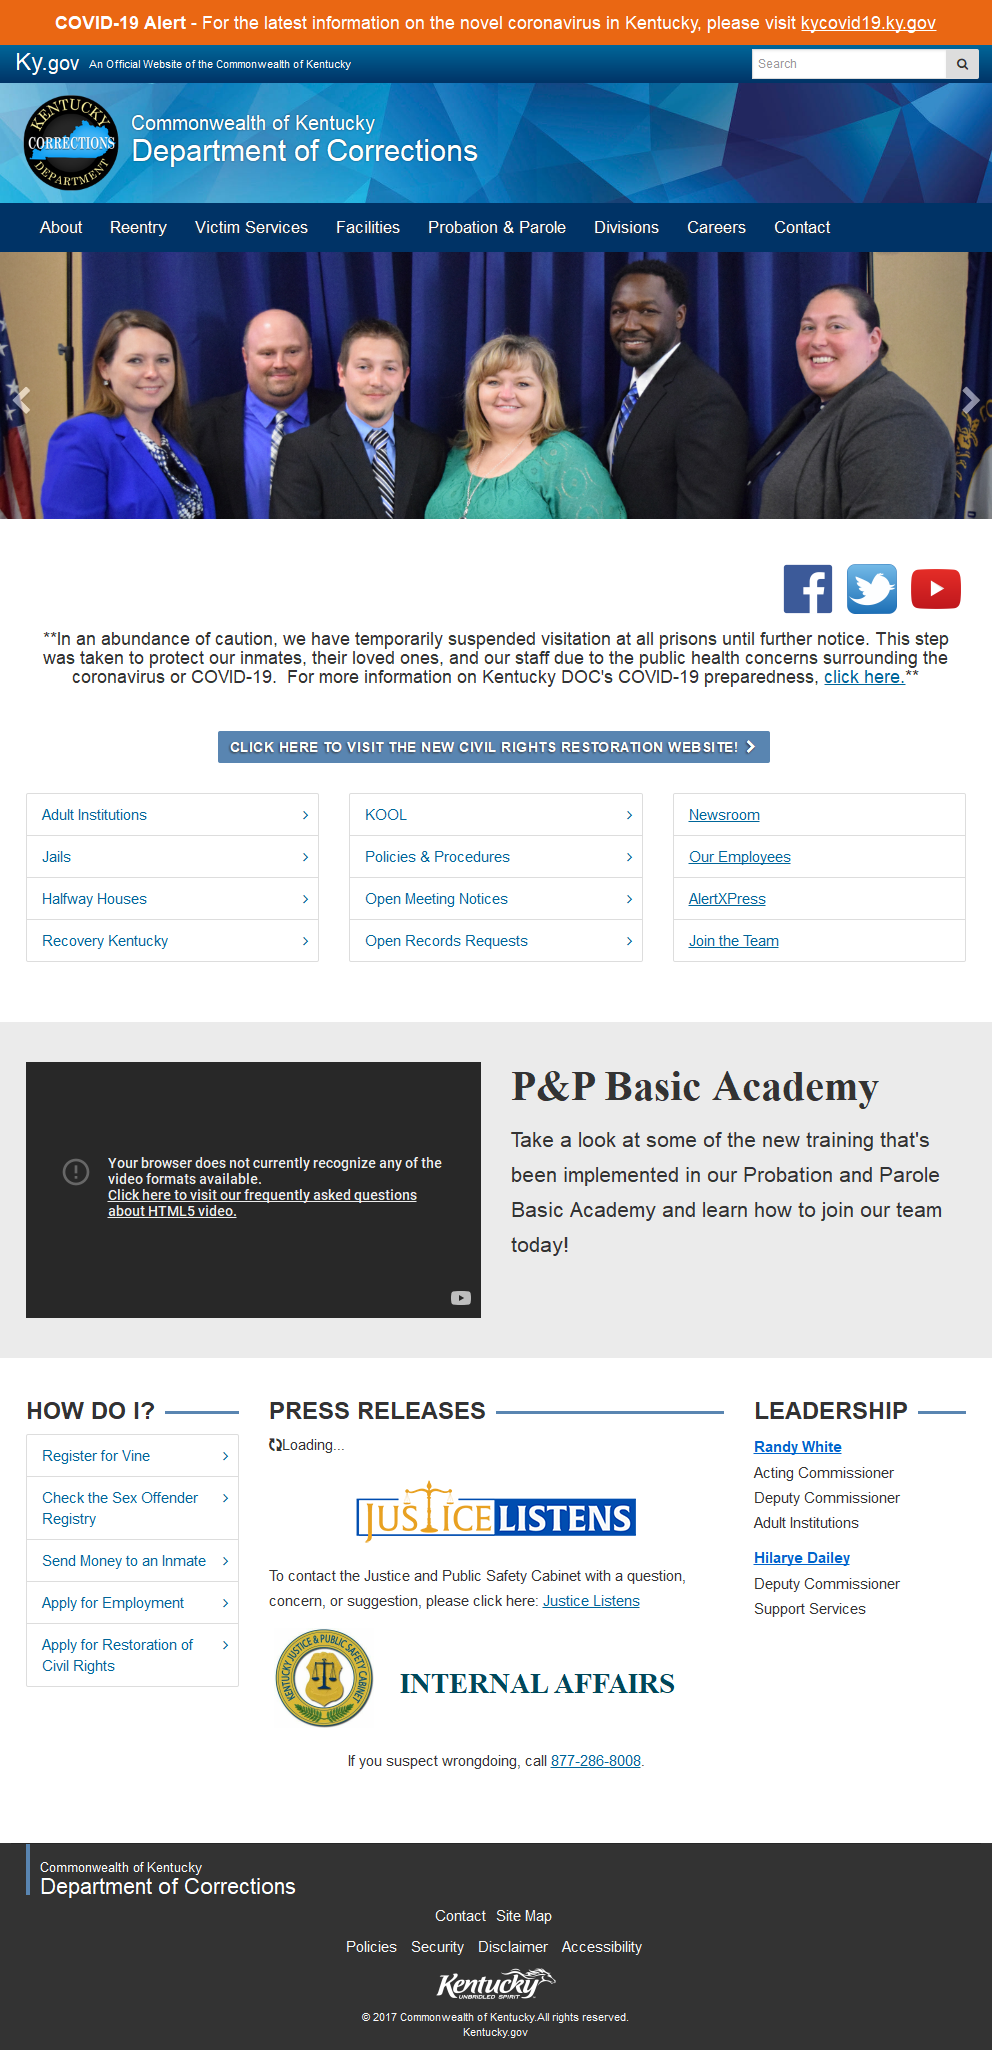 COVID-19 Alert - For the latest information on the novel coronavirus in Kentucky, please visit kycovid19.ky.gov
Ky.gov An Official Website of the Commonwealth of Kentucky
Search
KENTUCKY
CORRECTIONS
DEPARTMENT
Commonwealth of Kentucky
Department of Corrections
About Reentry Victim Services Facilities Probation & Parole Divisions Careers Contact
**In an abundance of caution, we have temporarily suspended visitation at all prisons until further notice. This step
was taken to protect our inmates, their loved ones, and our staff due to the public health concerns surrounding the
coronavirus or COVID-19.  For more information on Kentucky DOC's COVID-19 preparedness, click here.**
CLICK HERE TO VISIT THE NEW CIVIL RIGHTS RESTORATION WEBSITE!
Adult Institutions
Jails
Halfway Houses
Recovery Kentucky
KOOL
Policies & Procedures
Open Meeting Notices
Open Records Requests
Newsroom
Our Employees
AlertXPress
Join the Team
Your browser does not currently recognize any of the
video formats available.
Click here to visit our frequently asked questions
about HTML5 video.
P&P Basic Academy
Take a look at some of the new training that's
been implemented in our Probation and Parole
Basic Academy and learn how to join our team
today!
HOW DO I?
Register for Vine
Check the Sex Offender
Registry
Send Money to an Inmate
Apply for Employment
Apply for Restoration of
Civil Rights
PRESS RELEASES
Loading...
JUSTICE LISTENS
To contact the Justice and Public Safety Cabinet with a question,
concern, or suggestion, please click here: Justice Listens
KENTUCKY JUSTICE & PUBLIC SAFETY CABINET
INTERNAL AFFAIRS
If you suspect wrongdoing, call 877-286-8008.
LEADERSHIP
Randy White
Acting Commissioner
Deputy Commissioner
Adult Institutions
Hilarye Dailey
Deputy Commissioner
Support Services
Commonwealth of Kentucky
Department of Corrections
Contact Site Map
Policies Security Disclaimer Accessibility
Kentucky
UNBRIDLED SPIRIT
© 2017 Commonwealth of Kentucky.All rights reserved.
Kentucky.gov